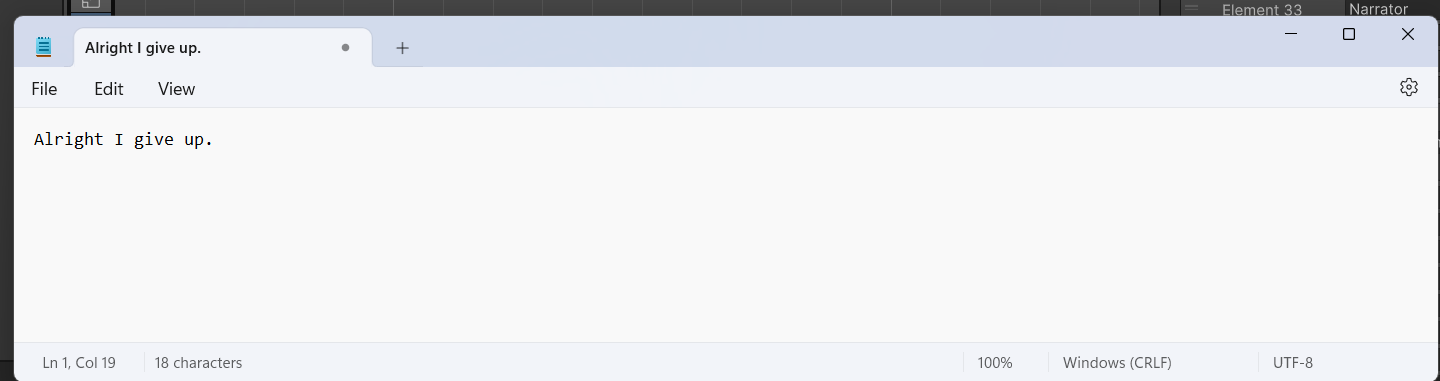 Element 33 Narrator
Alright I give up.
File Edit View
Alright I give up.
Ln 1, Col 19 18 characters 100% Windows (CRLF) UTF-8